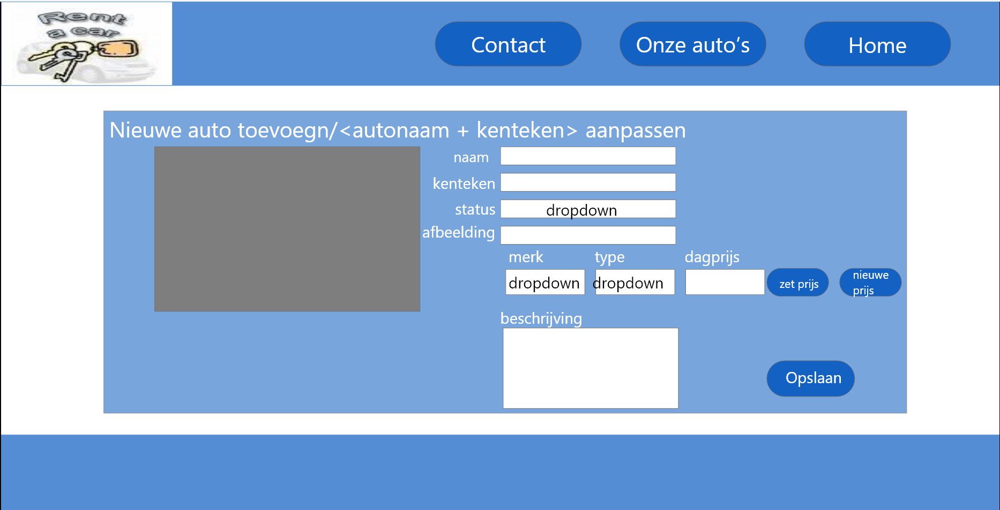 Rent
a car
Contact
Onze auto’s
Home
Nieuwe auto toevoegn/<autonaam + kenteken> aanpassen
naam
kenteken
status
dropdown
afbeelding
merk
type
dagprijs
dropdown
dropdown
zet prijs
nieuwe
prijs
beschrijving
Opslaan